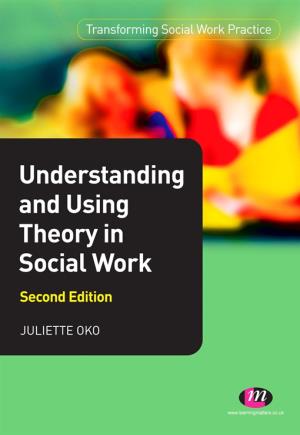 Transforming Social Work Practice
Understanding
and Using
Theory in
Social Work
Second Edition
JULIETTE OKO
m
www.learningmatters.co.uk